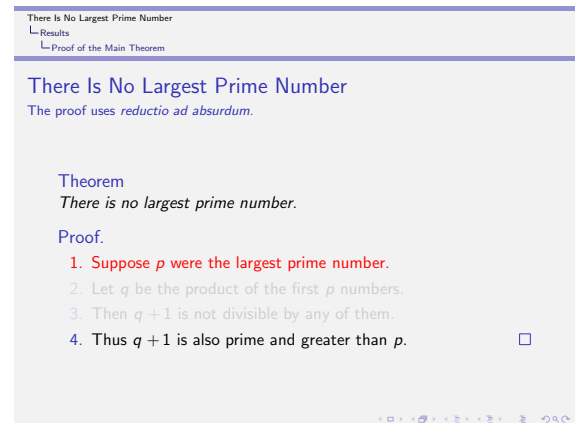 There Is No Largest Prime Number
Results
Proof of the Main Theorem
There Is No Largest Prime Number
The proof uses reductio ad absurdum.
Theorem
There is no largest prime number.
Proof.
1. Suppose p were the largest prime number.
2. Let q be the product of the first p numbers.
3. Then q + 1 is not divisible by any of them.
4. Thus q + 1 is also prime and greater than p.